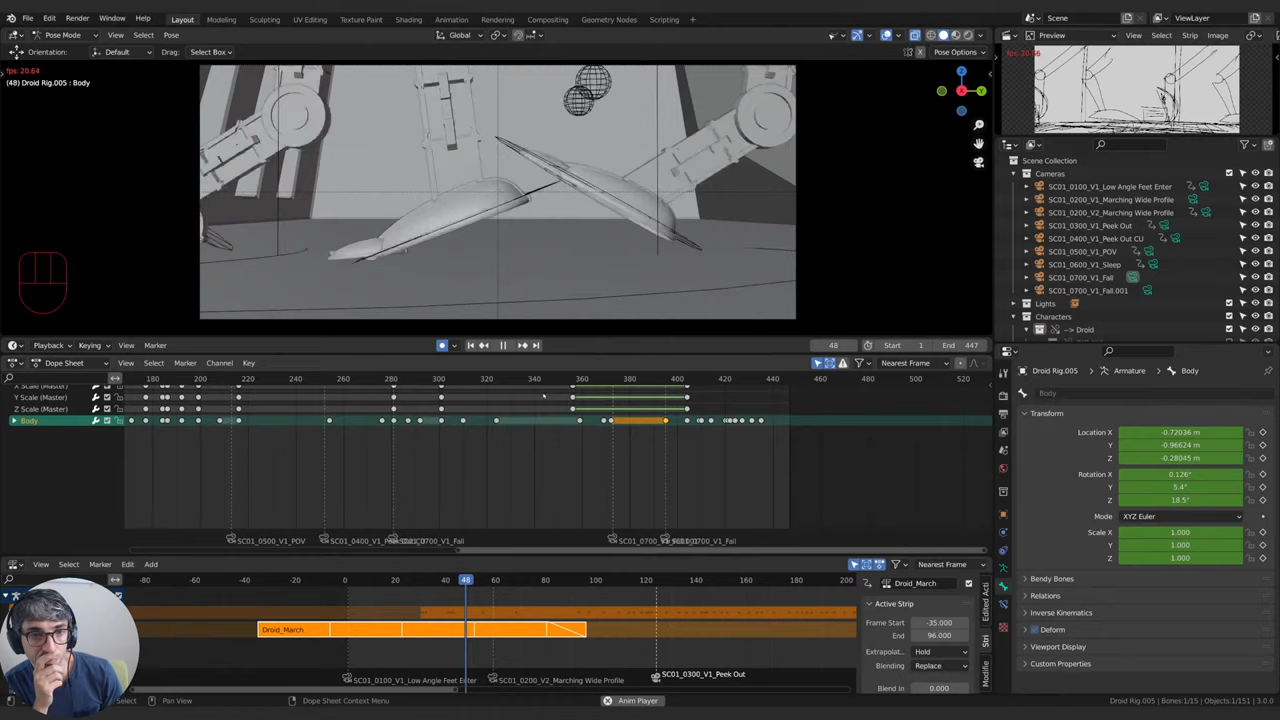 File Edit Render Window Help Layout Modeling Sculpting UV Editing Texture Paint Shading Animation Rendering Compositing Geometry Nodes Scripting + Scene ViewLayer
Pose Mode View Select Pose Global Preview View Select Strip Image
Orientation: Default Drag: Select Box X Pose Options
fps: 20.64
(48) Droid Rig.005 : Body
Z
Y
X
Scene Collection
Cameras
SC01_0100_V1_Low Angle Feet Enter
SC01_0200_V1_Marching Wide Profile
SC01_0200_V2_Marching Wide Profile
SC01_0300_V1_Peek Out
SC01_0400_V1_Peek Out CU
SC01_0500_V1_POV
SC01_0600_V1_Sleep
SC01_0700_V1_Fall
SC01_0700_V1_Fall.001
Lights
Characters
--> Droid
Playback Keying View Marker 48 Start 1 End 447
Dope Sheet View Select Marker Channel Key Nearest Frame
180 200 220 240 260 280 300 320 340 360 380 400 420 440 460 480 500 520
X Scale (Master)
Y Scale (Master)
Z Scale (Master)
Body
SC01_0500_V1_POV
Droid Rig.005 Armature Body
Body
Transform
Location X -0.72036 m
Y -0.96624 m
Z -0.28045 m
Rotation X 0.126°
Y 5.4°
Z 18.5°
Mode XYZ Euler
Scale X 1.000
Y 1.000
Z 1.000
Bendy Bones
Relations
Inverse Kinematics
Deform
Viewport Display
Custom Properties
View Select Marker Edit Add Nearest Frame
-80 -60 -40 -20 0 20 48 60 80 100 120 140 160 180 200
Droid_March
Droid_March
Active Strip
Frame Start -35.000
End 96.000
Extrapolat.. Hold
Blending Replace
Blend In 0.000
Edited Acti
Stri
Modifie
SC01_0100_V1_Low Angle Feet Enter SC01_0200_V2_Marching Wide Profile SC01_0300_V1_Peek Out
Select Pan View Dope Sheet Context Menu Anim Player Droid Rig.005 | Bones:1/15 | Objects:1/151 | 3.0.0